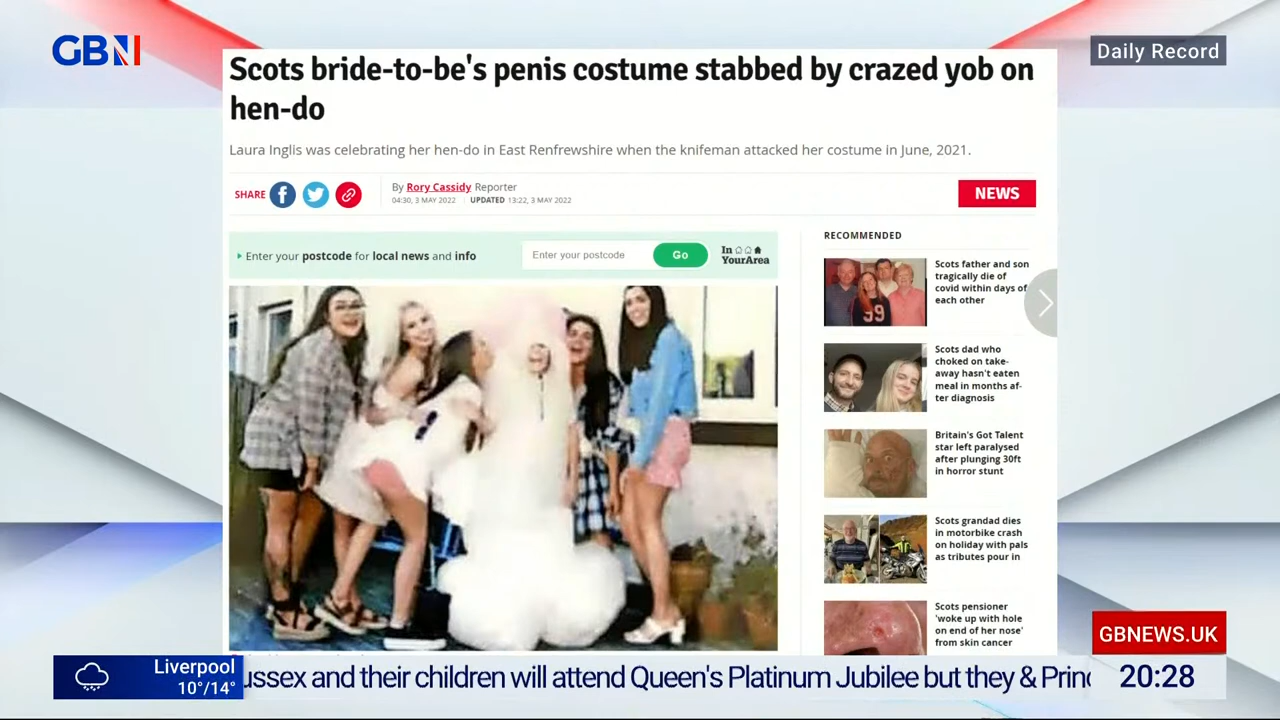 GBN
Daily Record
Scots bride-to-be's penis costume stabbed by crazed yob on
hen-do
Laura Inglis was celebrating her hen-do in East Renfrewshire when the knifeman attacked her costume in June, 2021.
SHARE
By Rory Cassidy Reporter
04:30, 3 MAY 2022 | UPDATED 13:22, 3 MAY 2022
NEWS
Enter your postcode for local news and info
Enter your postcode
Go
In
YourArea
RECOMMENDED
Scots father and son
tragically die of
covid within days of
each other
Scots dad who
choked on take-
away hasn't eaten
meal in months af-
ter diagnosis
Britain's Got Talent
star left paralysed
after plunging 30ft
in horror stunt
Scots grandad dies
in motorbike crash
on holiday with pals
as tributes pour in
Scots pensioner
'woke up with hole
on end of her nose'
from skin cancer
GBNEWS.UK
Liverpool
10°/14°
ussex and their children will attend Queen's Platinum Jubilee but they & Princ
20:28